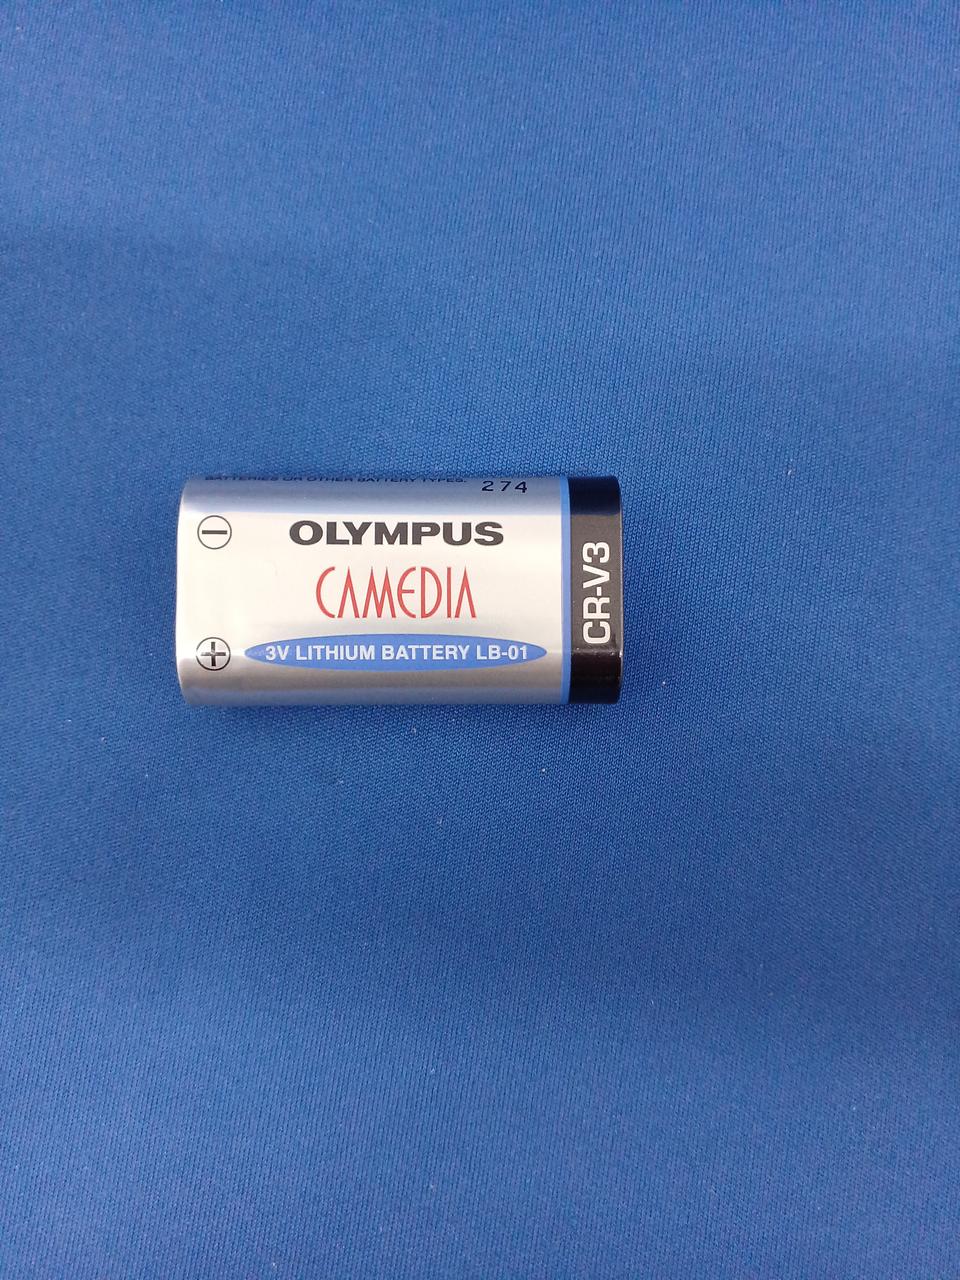 BATTERIES OR OTHER BATTERY TYPES.
274
OLYMPUS
CAMEDIA
3V LITHIUM BATTERY LB-01
CR-V3